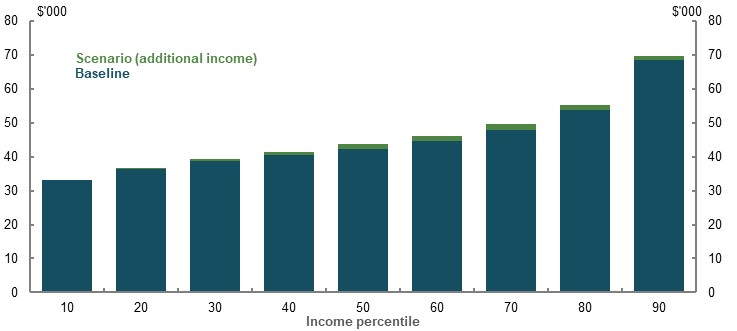 $'000 $'000
80 80
Scenario (additional income)
70 70
Baseline
60 60
50 50
40 40
30 30
20 20
10 10
0 0
10 20 30 40 50 60 70 80 90
Income percentile